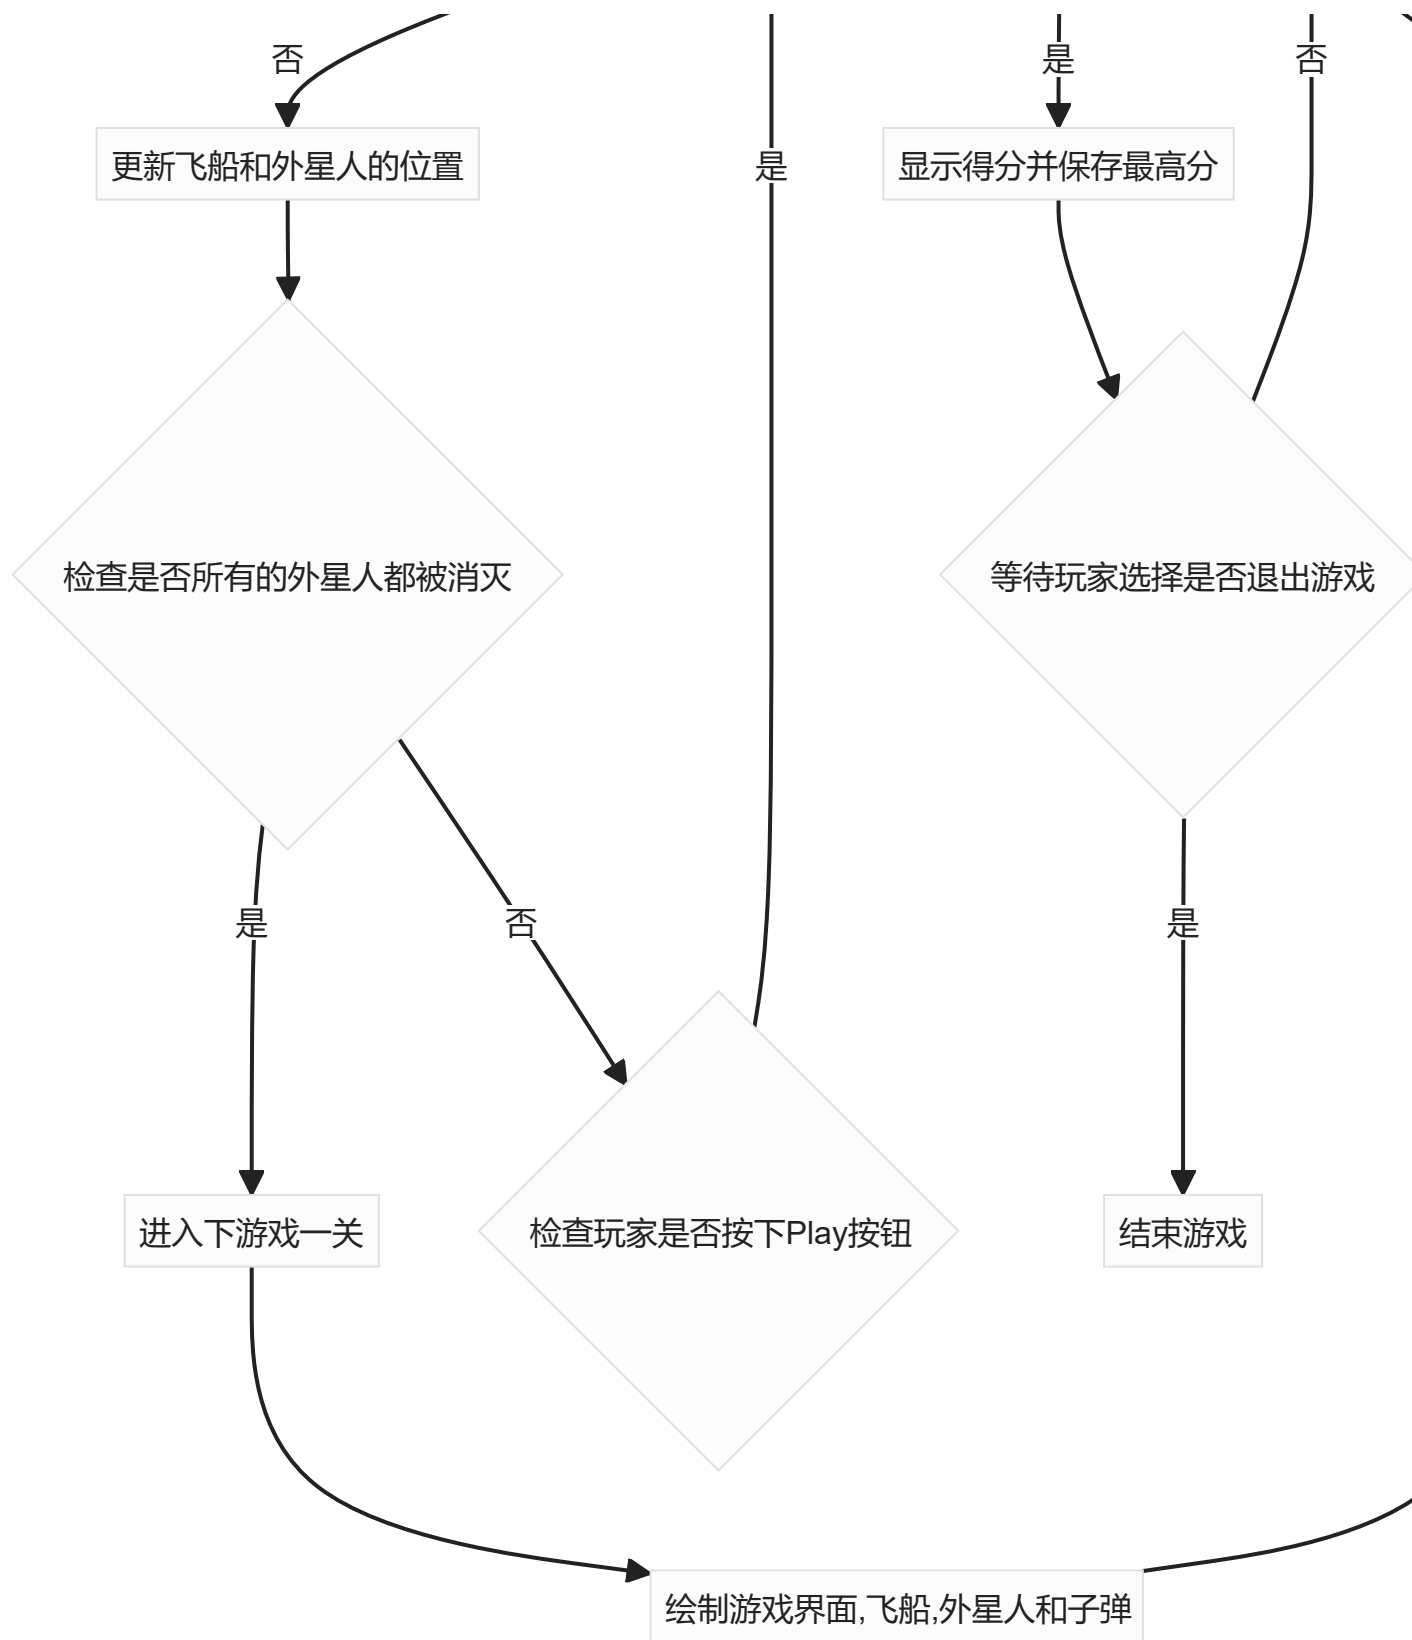 否
是
否
更新飞船和外星人的位置
是
显示得分并保存最高分
检查是否所有的外星人都被消灭
等待玩家选择是否退出游戏
是
否
是
进入下游戏一关
检查玩家是否按下Play按钮
结束游戏
绘制游戏界面,飞船,外星人和子弹